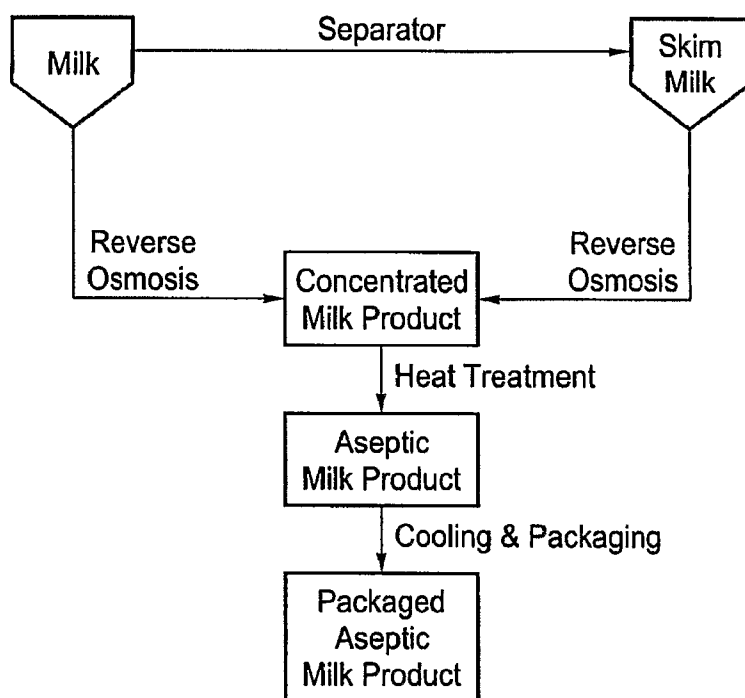 Separator
Milk
Skim
Milk
Reverse
Osmosis
Reverse
Osmosis
Concentrated
Milk Product
Heat Treatment
Aseptic
Milk Product
Cooling & Packaging
Packaged
Aseptic
Milk Product